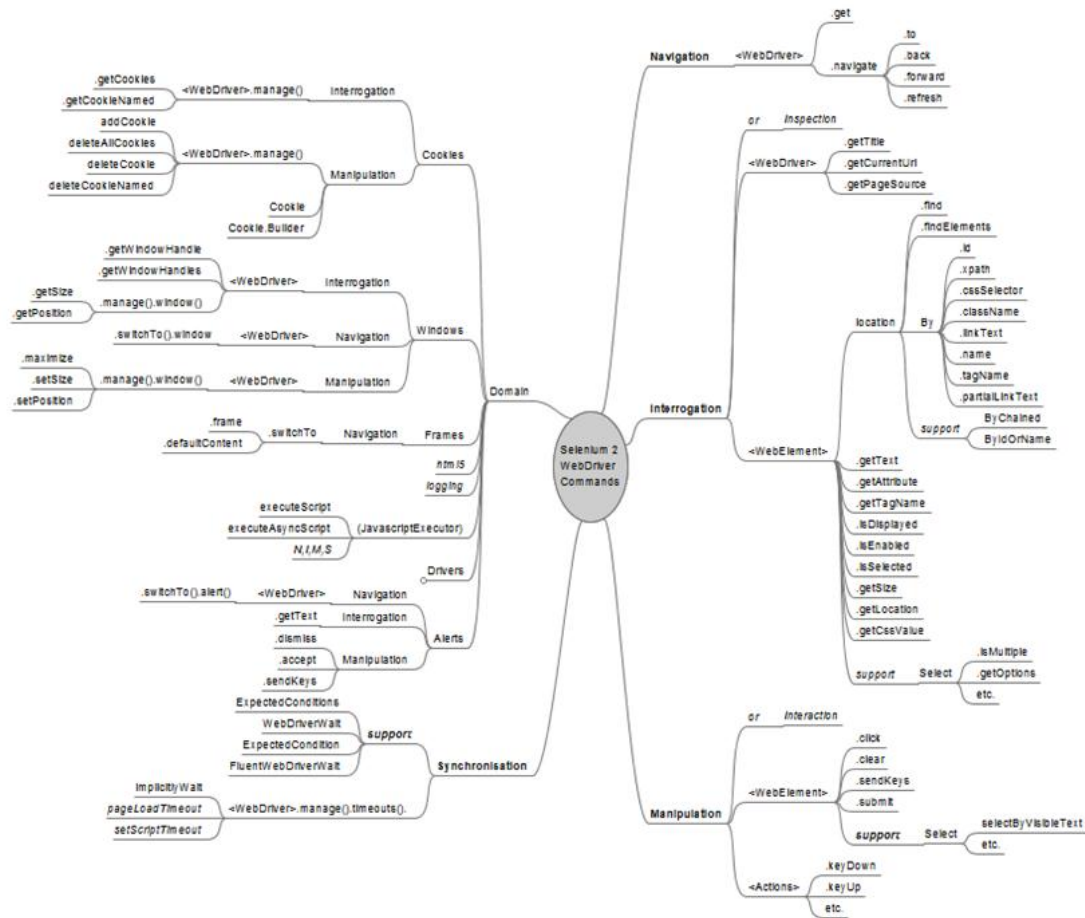 Selenium 2
WebDriver
Commands
Navigation
<WebDriver>
.get
.navigate
.to
.back
.forward
.refresh
Interrogation
or
Inspection
<WebDriver>
.getTitle
.getCurrentUrl
.getPageSource
<WebElement>
location
.find
.findElements
By
.id
.xpath
.cssSelector
.className
.linkText
.name
.tagName
.partialLinkText
support
ByChained
ByIdOrName
.getText
.getAttribute
.getTagName
.isDisplayed
.isEnabled
.isSelected
.getSize
.getLocation
.getCssValue
support
Select
.isMultiple
.getOptions
etc.
Manipulation
or
Interaction
<WebElement>
.click
.clear
.sendKeys
.submit
support
Select
selectByVisibleText
etc.
<Actions>
.keyDown
.keyUp
etc.
Domain
Cookies
Interrogation
<WebDriver>.manage()
.getCookies
.getCookieNamed
Manipulation
<WebDriver>.manage()
addCookie
deleteAllCookies
deleteCookie
deleteCookieNamed
Cookie
Cookie.Builder
Windows
Interrogation
<WebDriver>
.getWindowHandle
.getWindowHandles
.manage().window()
.getSize
.getPosition
Navigation
<WebDriver>
.switchTo().window
Manipulation
<WebDriver>
.manage().window()
.maximize
.setSize
.setPosition
Frames
Navigation
.switchTo
.frame
.defaultContent
html5
logging
(JavascriptExecutor)
executeScript
executeAsyncScript
N,I,M,S
Drivers
Alerts
Navigation
<WebDriver>
.switchTo().alert()
Interrogation
.getText
Manipulation
.dismiss
.accept
.sendKeys
Synchronisation
support
ExpectedConditions
WebDriverWait
ExpectedCondition
FluentWebDriverWait
<WebDriver>.manage().timeouts().
implicitlyWait
pageLoadTimeout
setScriptTimeout